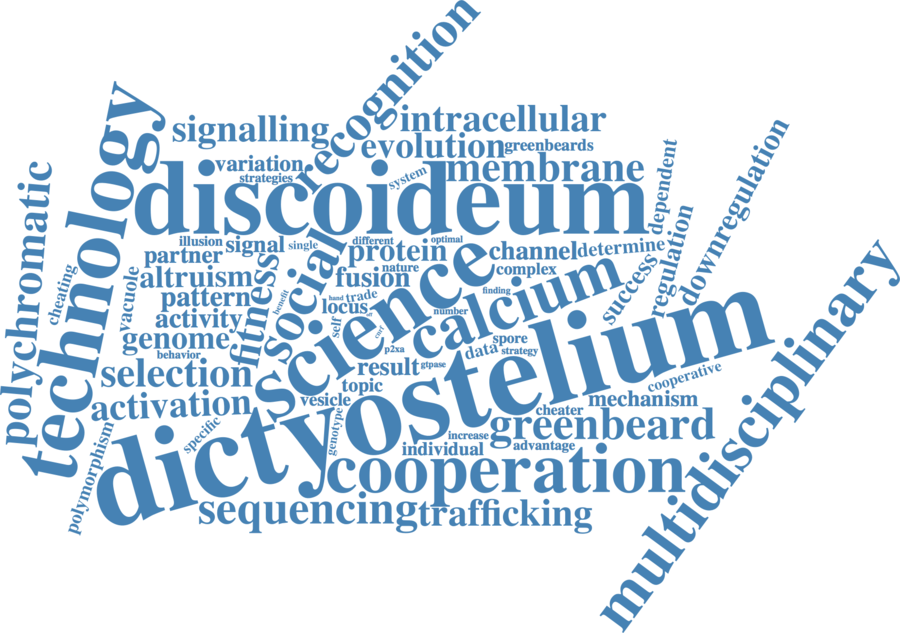 recognition
signalling
intracellular
evolution
greenbeards
variation
strategies
system
membrane
technology
discoideum
dependent
downregulation
polychromatic
illusion
signal
single
different
optimal
partner
social
protein
channel
determine
success
regulation
cheating
vacuole
altruism
fitness
science
fusion
nature
complex
calcium
multidisciplinary
pattern
benefit
hand
trade
finding
activity
locus
number
self
genome
behavior
p2xa
data
spore
strategy
selection
result
gtpase
dictyostelium
topic
cooperative
activation
vesicle
mechanism
polymorphism
specific
genotype
cheater
greenbeard
increase
individual
advantage
cooperation
sequencing
trafficking